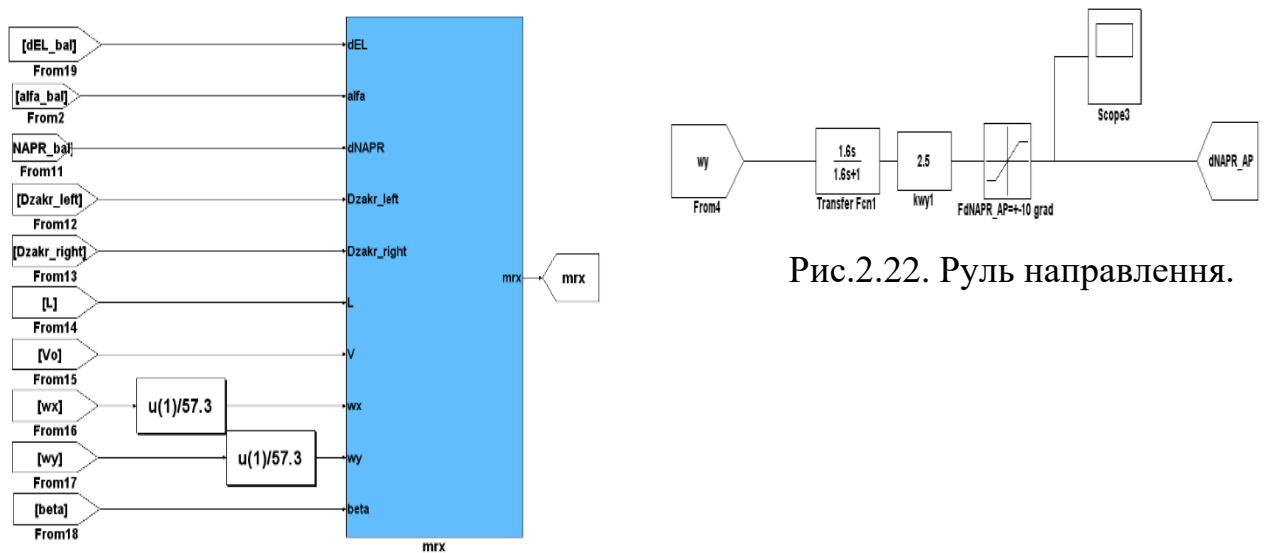 [dEL_bal]
From19
dEL
[alfa_bal]
From2
alfa
NAPR_bal]
From11
dNAPR
[Dzakr_left]
From12
Dzakr_left
[Dzakr_right]
From13
Dzakr_right
[L]
From14
L
[Vo]
From15
V
[wx]
From16
u(1)/57.3
wx
[wy]
From17
u(1)/57.3
wy
[beta]
From18
beta
mrx
mrx
mrx
Scope3
wy
From4
1.6s
1.6s+1
Transfer Fcn1
2.5
kwy1
FdNAPR_AP=+-10 grad
dNAPR_AP
Рис.2.22. Руль направлення.